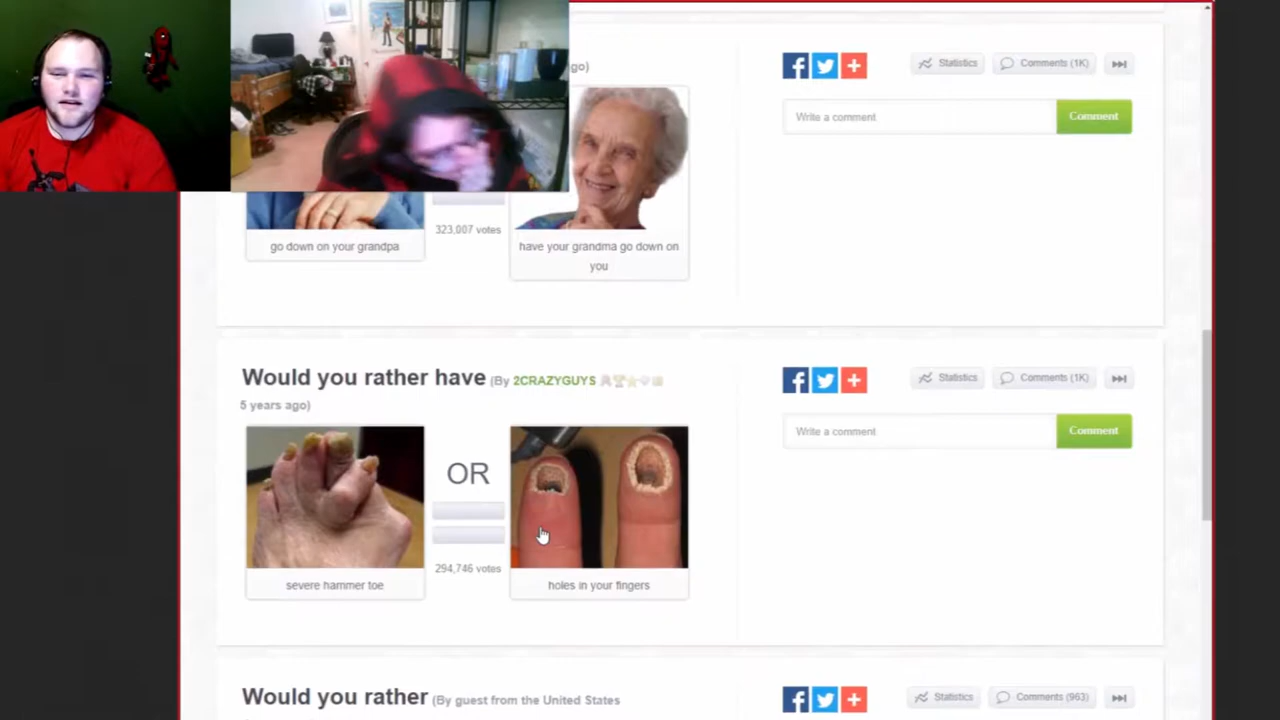 go)
Statistics
Comments (1K)
Write a comment
Comment
323,007 votes
go down on your grandpa
have your grandma go down on
you
Would you rather have (By 2CRAZYGUYS
5 years ago)
Statistics
Comments (1K)
Write a comment
Comment
OR
294,746 votes
severe hammer toe
holes in your fingers
Would you rather (By guest from the United States
Statistics
Comments (963)